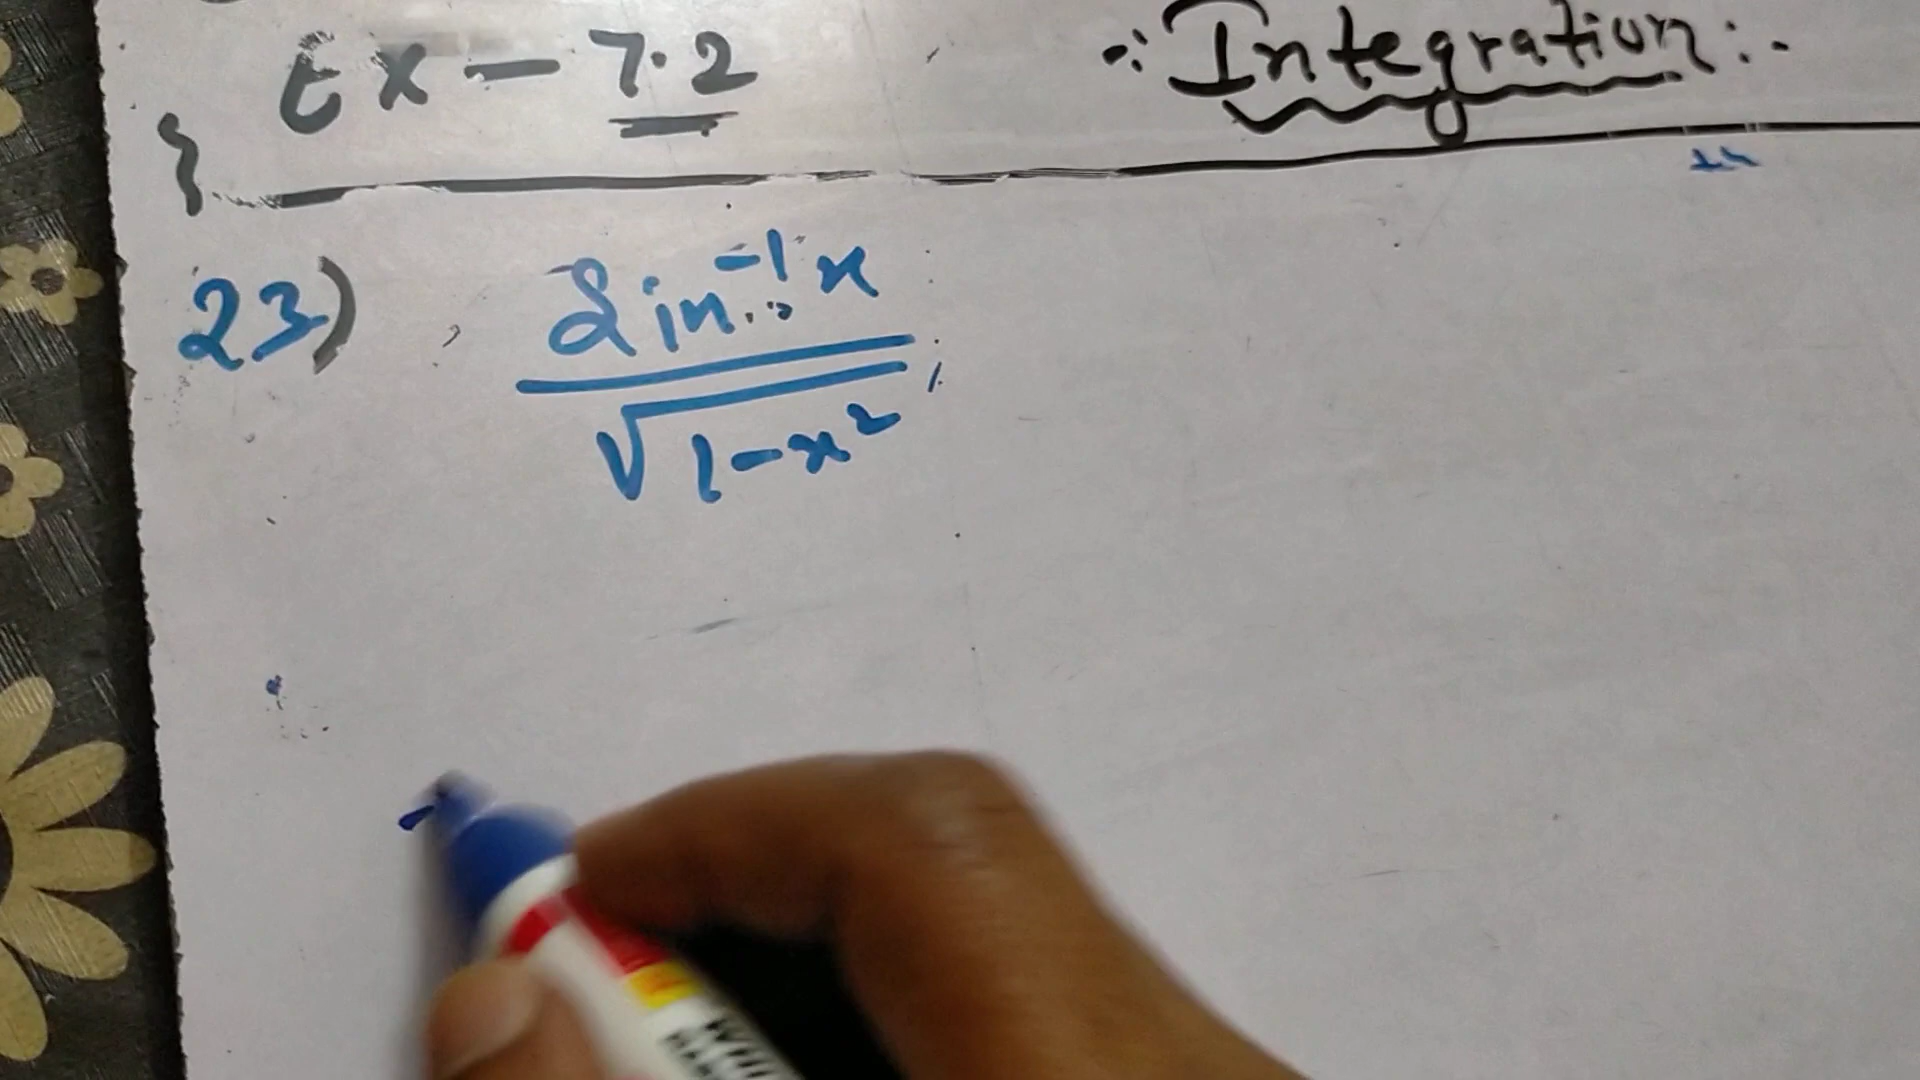 Ex - 7.2
∴ Integration :-
23) sin⁻¹x
√1-x²